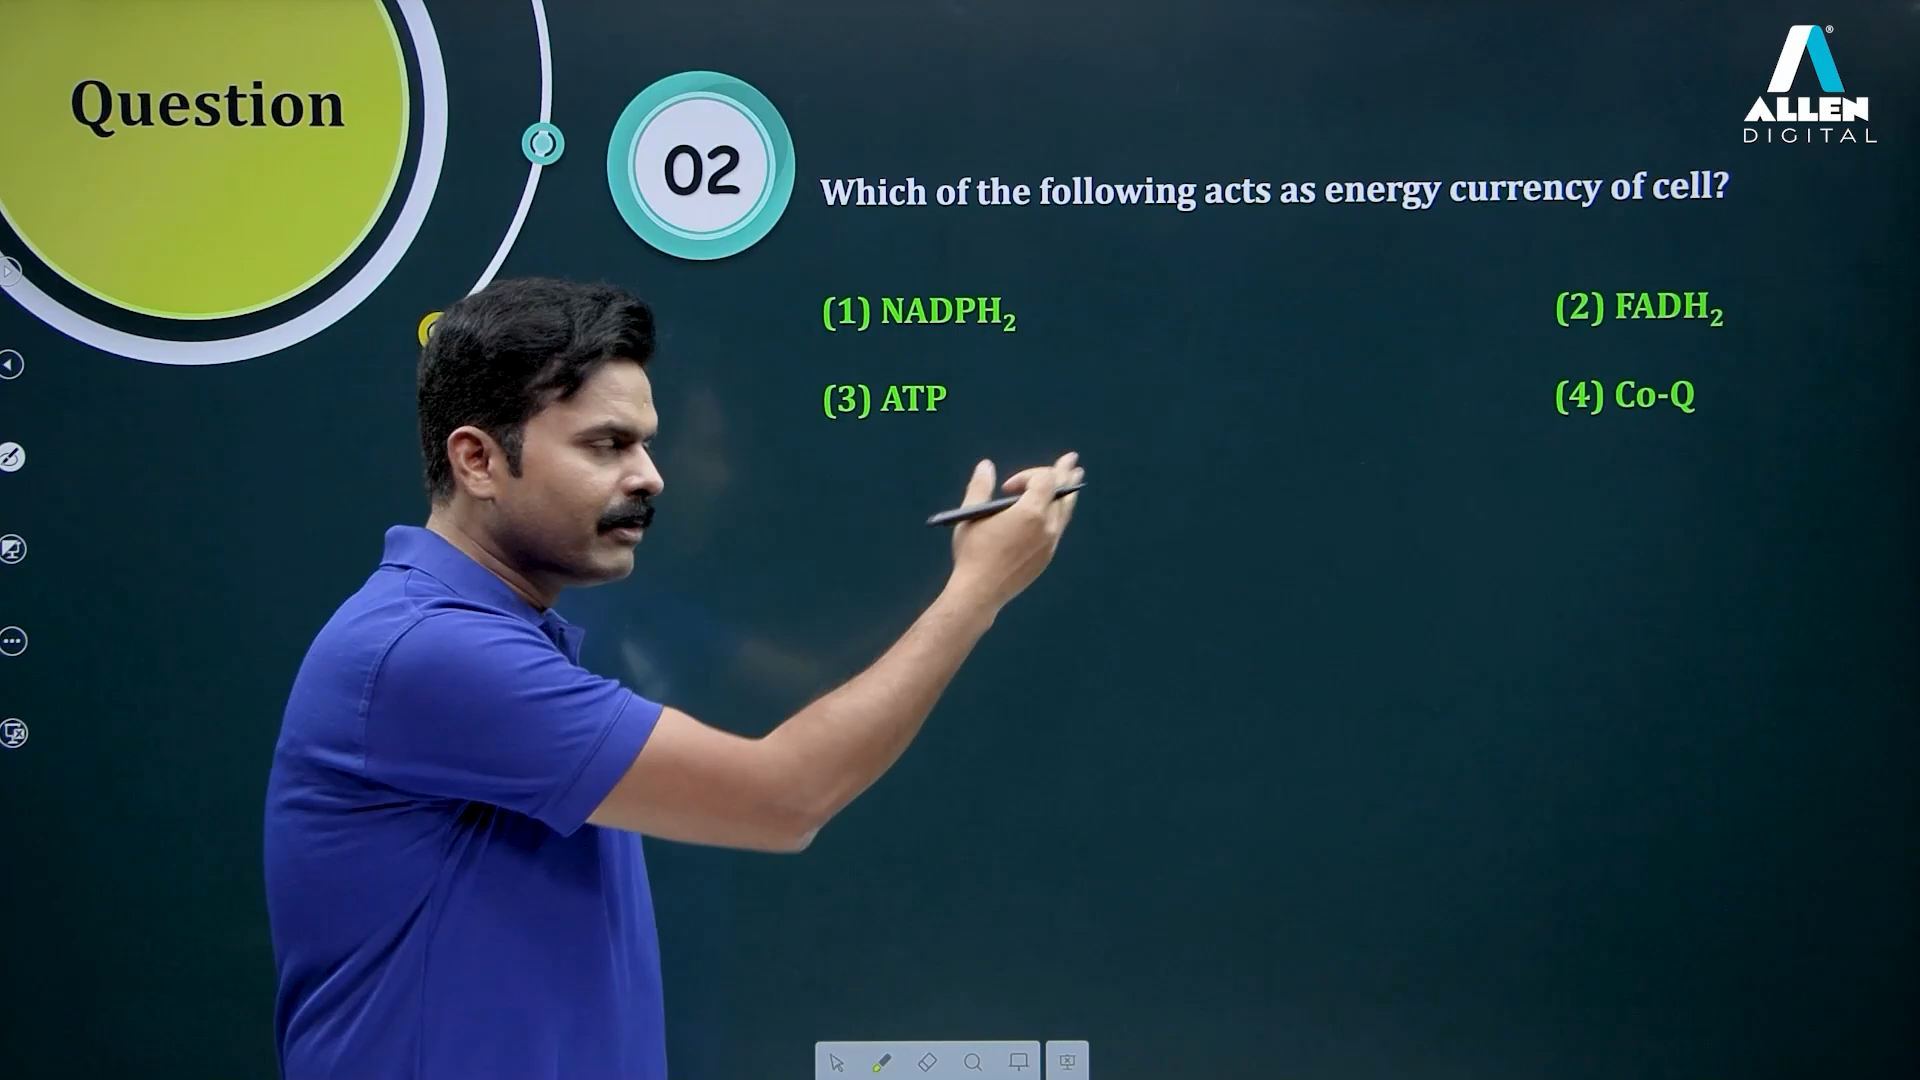 Question
02
Which of the following acts as energy currency of cell?
(1) NADPH₂
(2) FADH₂
(3) ATP
(4) Co-Q
ALLEN
DIGITAL
®